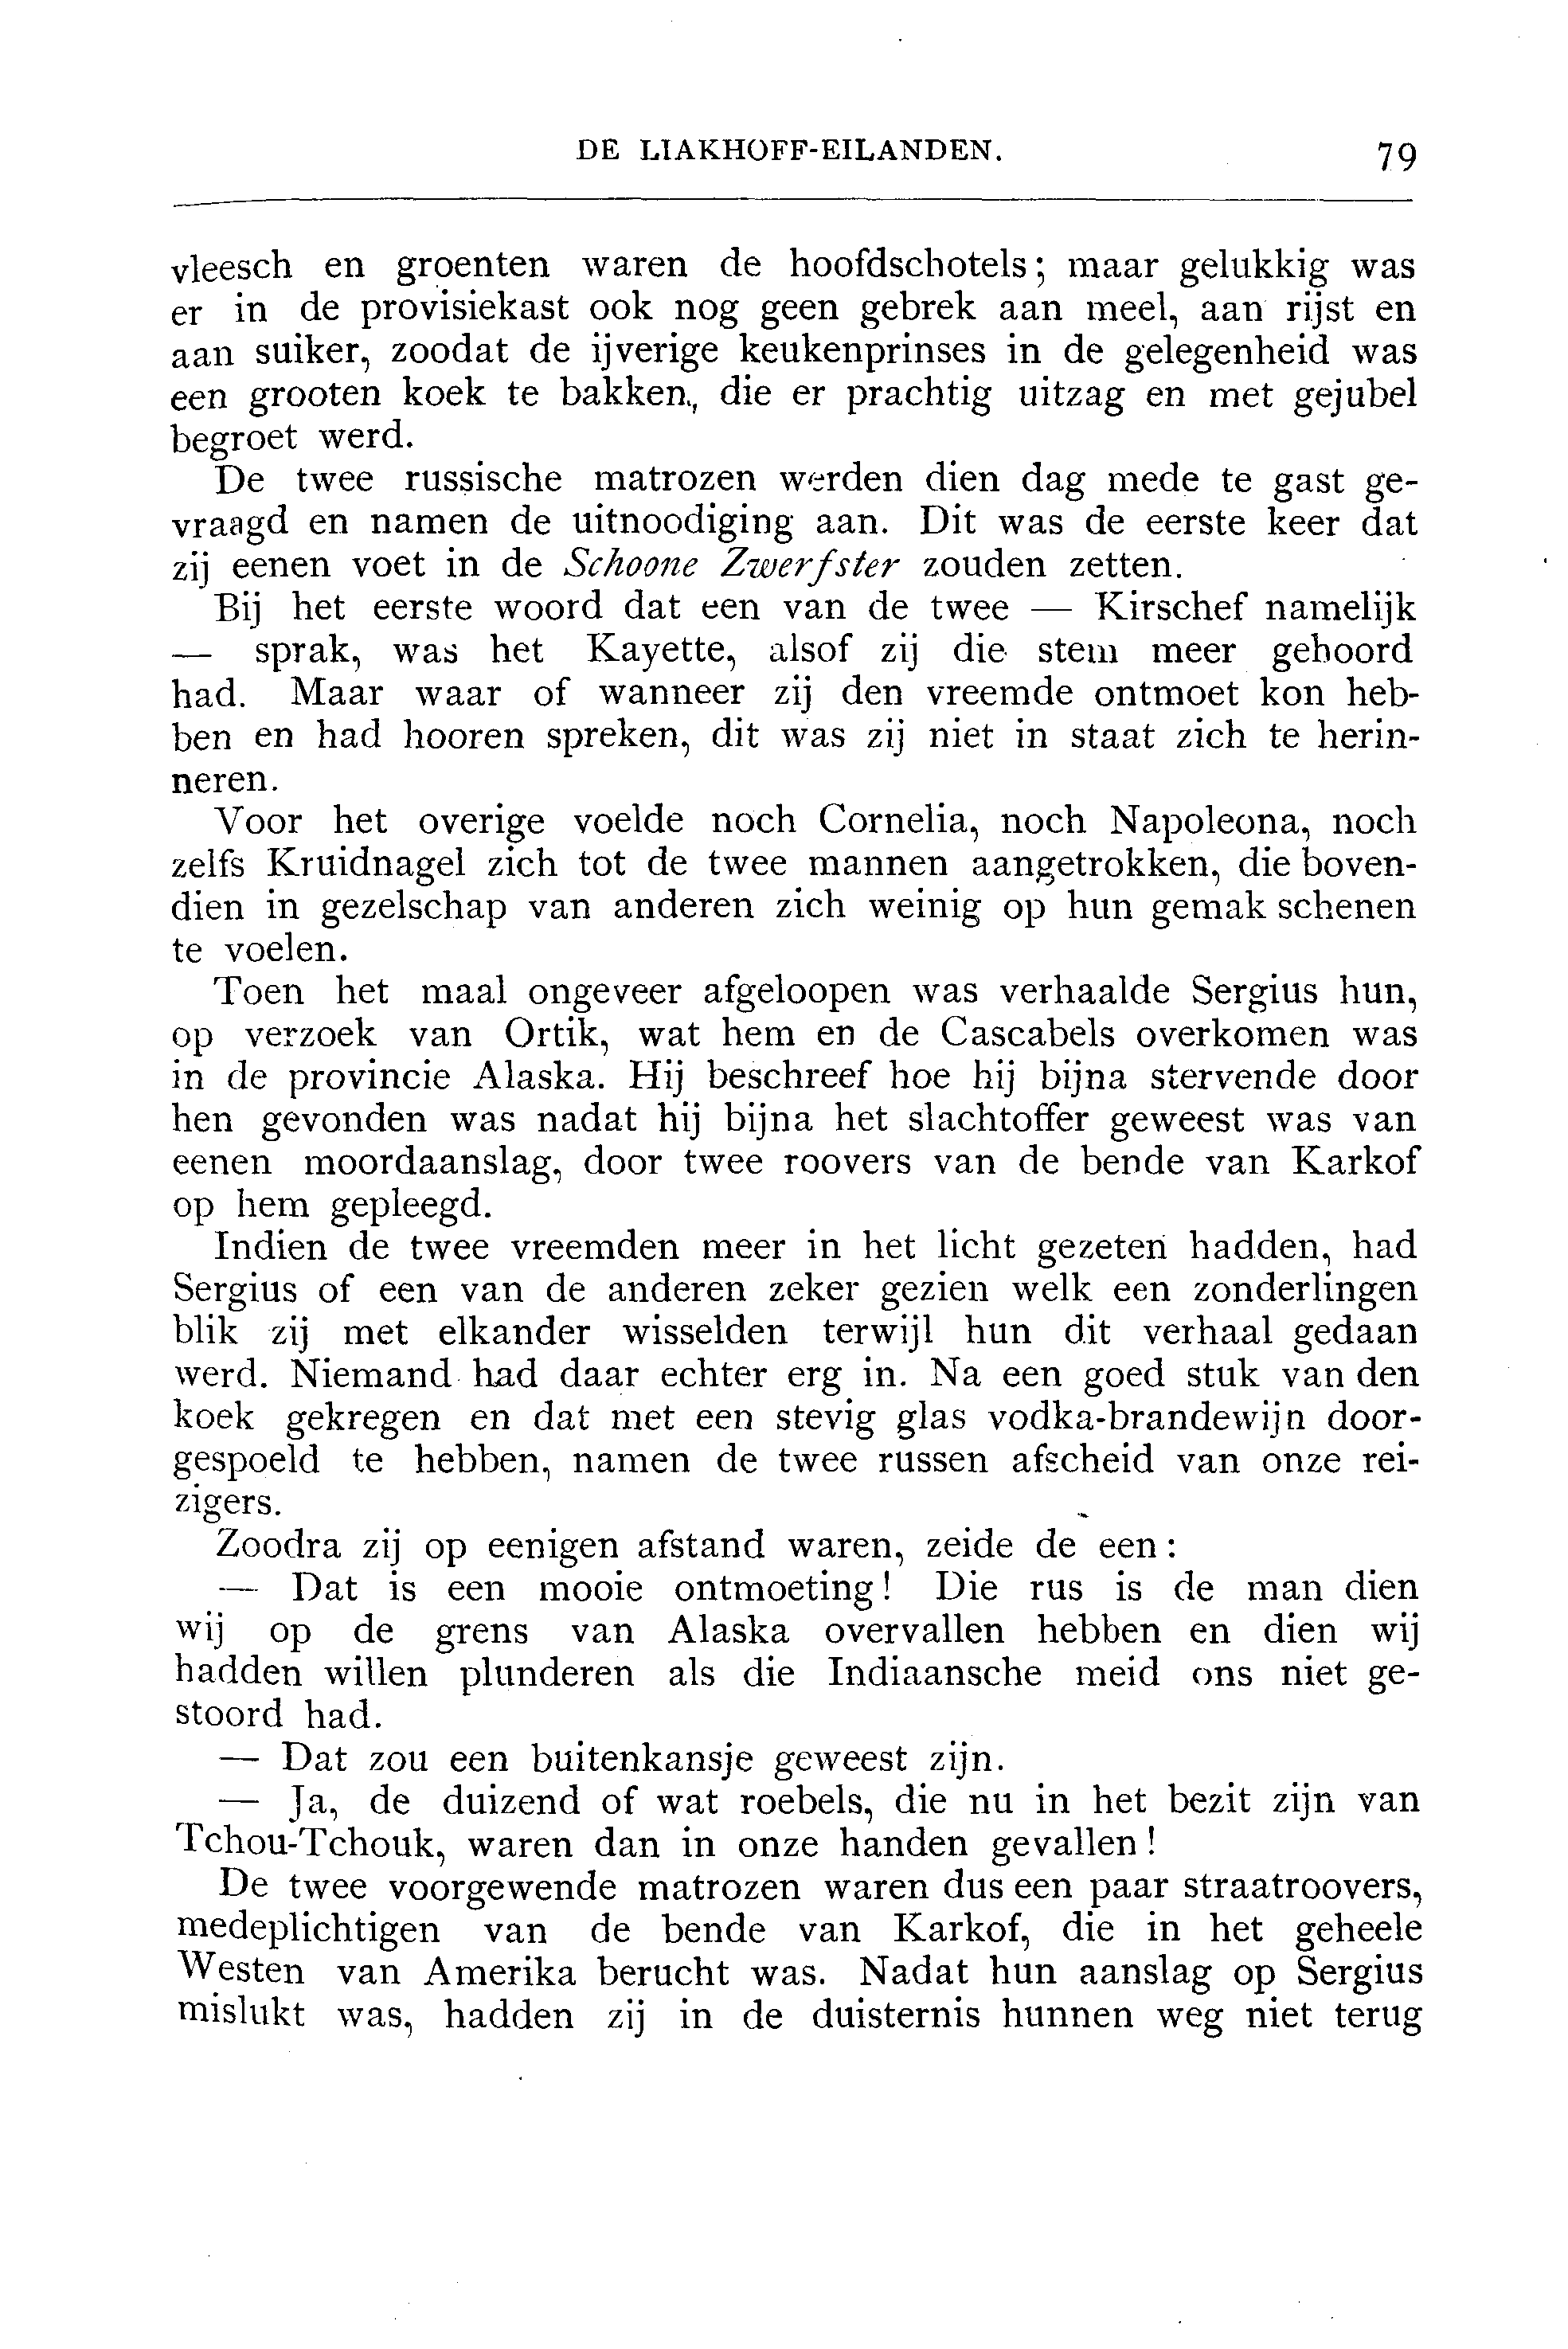 DE LIAKHOFF-EILANDEN. 79
vleesch en groenten waren de hoofdschotels; maar gelukkig was
er in de provisiekast ook nog geen gebrek aan meel, aan rijst en
aan suiker, zoodat de ijverige keukenprinses in de gelegenheid was
een grooten koek te bakken, die er prachtig uitzag en met gejubel
begroet werd.
De twee russische matrozen werden dien dag mede te gast ge-
vraagd en namen de uitnoodiging aan. Dit was de eerste keer dat
zij eenen voet in de Schoone Zwerfster zouden zetten.
Bij het eerste woord dat een van de twee — Kirschef namelijk
— sprak, was het Kayette, alsof zij die stem meer gehoord
had. Maar waar of wanneer zij den vreemde ontmoet kon heb-
ben en had hooren spreken, dit was zij niet in staat zich te herin-
neren.
Voor het overige voelde noch Cornelia, noch Napoleona, noch
zelfs Kruidnagel zich tot de twee mannen aangetrokken, die boven-
dien in gezelschap van anderen zich weinig op hun gemak schenen
te voelen.
Toen het maal ongeveer afgeloopen was verhaalde Sergius hun,
op verzoek van Ortik, wat hem en de Cascabels overkomen was
in de provincie Alaska. Hij beschreef hoe hij bijna stervende door
hen gevonden was nadat hij bijna het slachtoffer geweest was van
eenen moordaanslag, door twee roovers van de bende van Karkof
op hem gepleegd.
Indien de twee vreemden meer in het licht gezeten hadden, had
Sergius of een van de anderen zeker gezien welk een zonderlingen
blik zij met elkander wisselden terwijl hun dit verhaal gedaan
werd. Niemand had daar echter erg in. Na een goed stuk van den
koek gekregen en dat met een stevig glas vodka-brandewijn door-
gespoeld te hebben, namen de twee russen afscheid van onze rei-
zigers.
Zoodra zij op eenigen afstand waren, zeide de een:
— Dat is een mooie ontmoeting! Die rus is de man dien
wij op de grens van Alaska overvallen hebben en dien wij
hadden willen plunderen als die Indiaansche meid ons niet ge-
stoord had.
— Dat zou een buitenkansje geweest zijn.
— Ja, de duizend of wat roebels, die nu in het bezit zijn van
Tchou-Tchouk, waren dan in onze handen gevallen!
De twee voorgewende matrozen waren dus een paar straatroovers,
medeplichtigen van de bende van Karkof, die in het geheele
Westen van Amerika berucht was. Nadat hun aanslag op Sergius
mislukt was, hadden zij in de duisternis hunnen weg niet terug